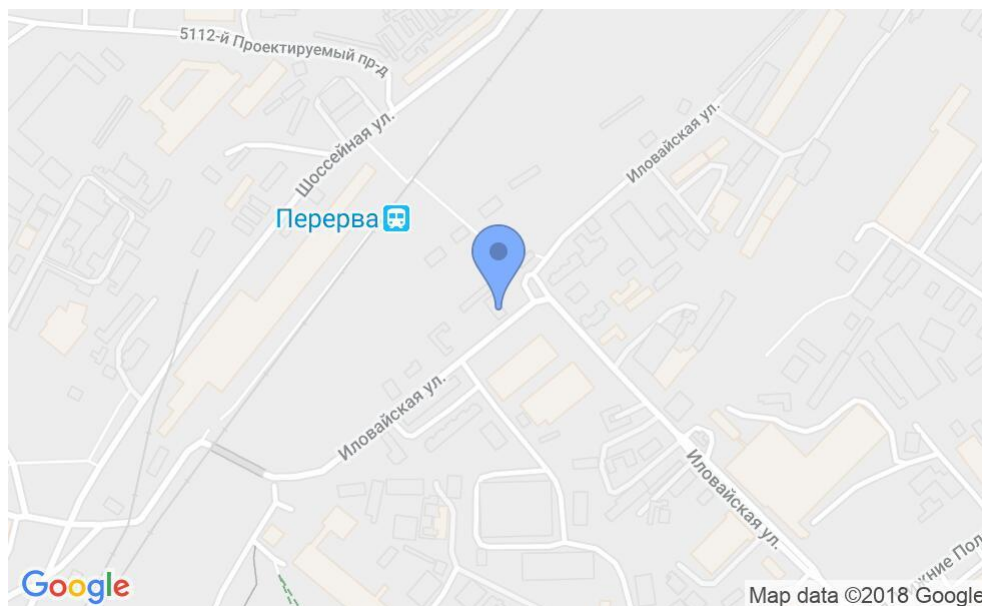 5112-й Проектируемый пр-д
Шоссейная ул.
Иловайская ул.
Перерва
Иловайская ул.
Иловайская ул.
Google
Map data ©2018 Google